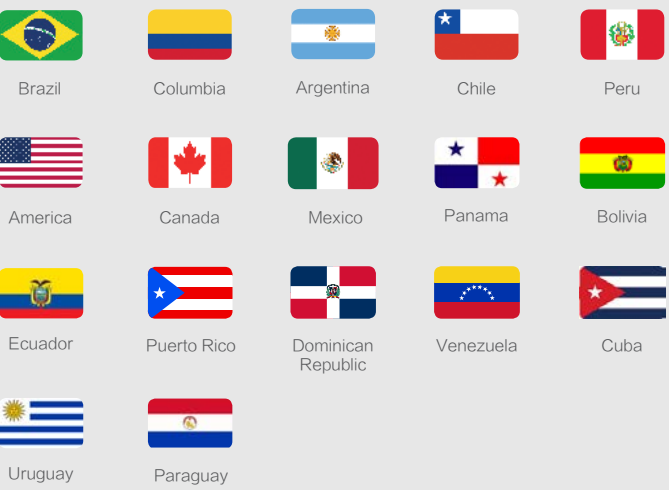 Brazil
Columbia
Argentina
Chile
Peru
America
Canada
Mexico
Panama
Bolivia
Ecuador
Puerto Rico
Dominican
Republic
Venezuela
Cuba
Uruguay
Paraguay